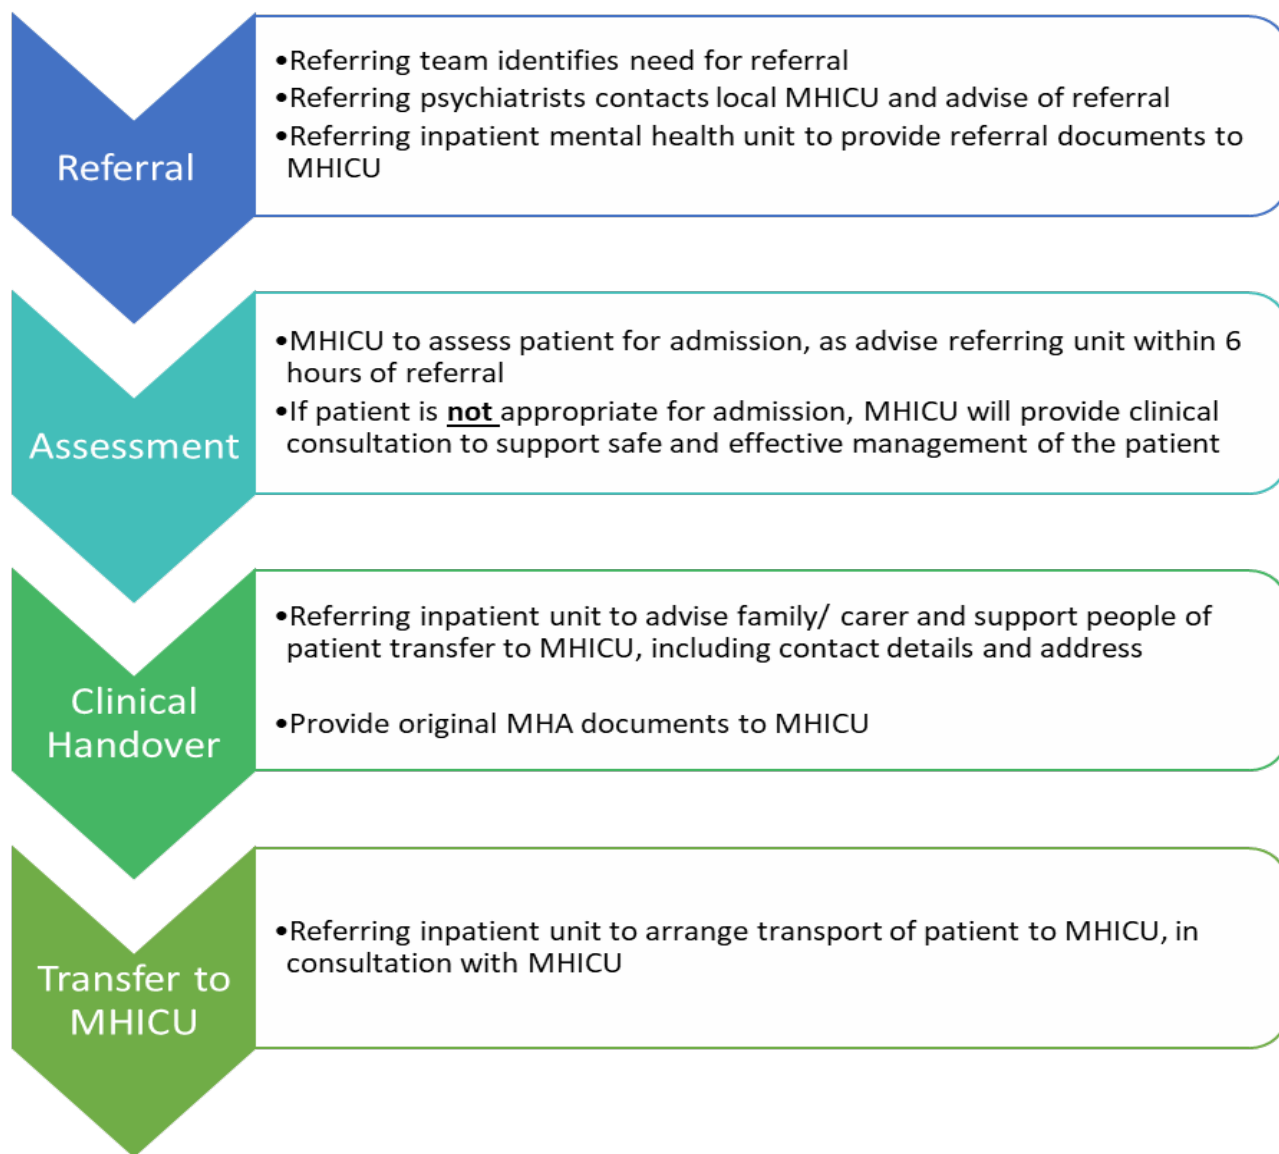 Referral
•Referring team identifies need for referral
•Referring psychiatrists contacts local MHICU and advise of referral
•Referring inpatient mental health unit to provide referral documents to
MHICU
Assessment
•MHICU to assess patient for admission, as advise referring unit within 6
hours of referral
•If patient is not appropriate for admission, MHICU will provide clinical
consultation to support safe and effective management of the patient
Clinical
Handover
•Referring inpatient unit to advise family/ carer and support people of
patient transfer to MHICU, including contact details and address
•Provide original MHA documents to MHICU
Transfer to
MHICU
•Referring inpatient unit to arrange transport of patient to MHICU, in
consultation with MHICU